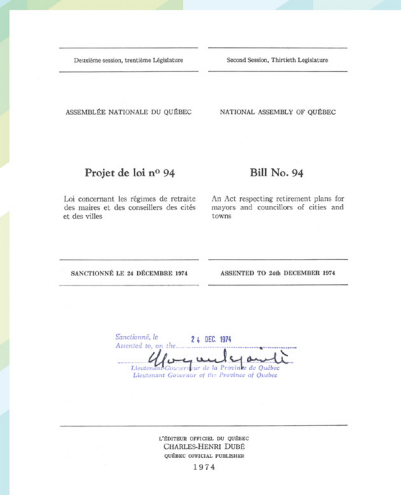 Deuxième session, trentième Législature
Second Session, Thirtieth Legislature
ASSEMBLÉE NATIONALE DU QUÉBEC
NATIONAL ASSEMBLY OF QUÉBEC
Projet de loi nº 94
Bill No. 94
Loi concernant les régimes de retraite
des maires et des conseillers des cités
et des villes
An Act respecting retirement plans for
mayors and councillors of cities and
towns
SANCTIONNÉ LE 24 DÉCEMBRE 1974
ASSENTED TO 24th DECEMBER 1974
Sanctionné, le
Assented to, on the
24 DEC. 1974
Lieutenant Gouverneur de la Province de Québec
Lieutenant Governor of the Province of Québec
L'ÉDITEUR OFFICIEL DU QUÉBEC
CHARLES-HENRI DUBÉ
QUÉBEC OFFICIAL PUBLISHER
1974